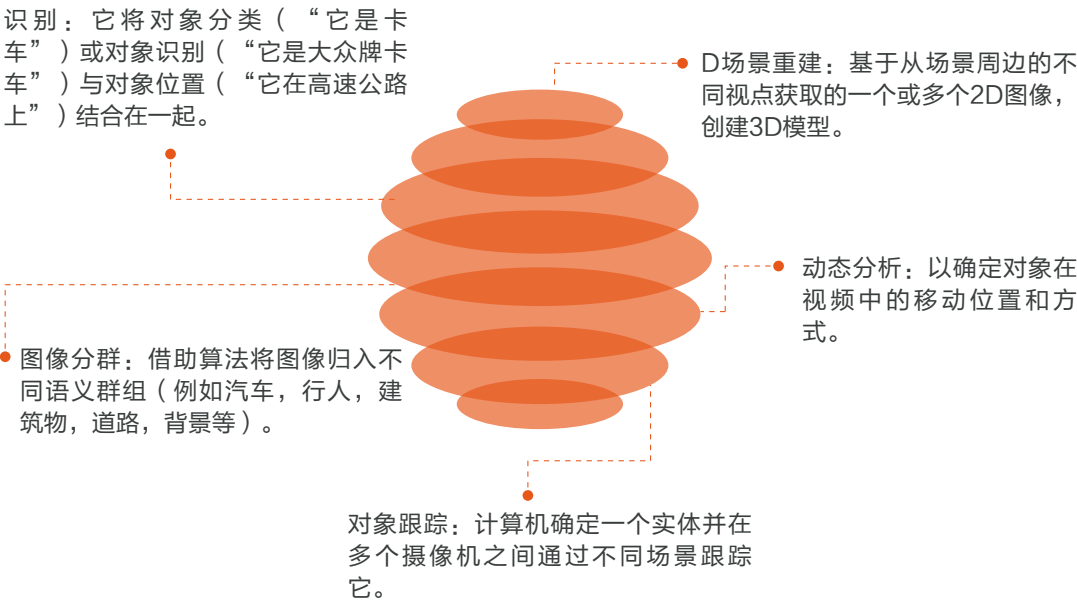 识别：它将对象分类（“它是卡
车”）或对象识别（“它是大众牌卡
车”）与对象位置（“它在高速公路
上”）结合在一起。
D场景重建：基于从场景周边的不
同视点获取的一个或多个2D图像，
创建3D模型。
动态分析：以确定对象在
视频中的移动位置和方
式。
图像分群：借助算法将图像归入不
同语义群组（例如汽车，行人，建
筑物，道路，背景等）。
对象跟踪：计算机确定一个实体并在
多个摄像机之间通过不同场景跟踪
它。